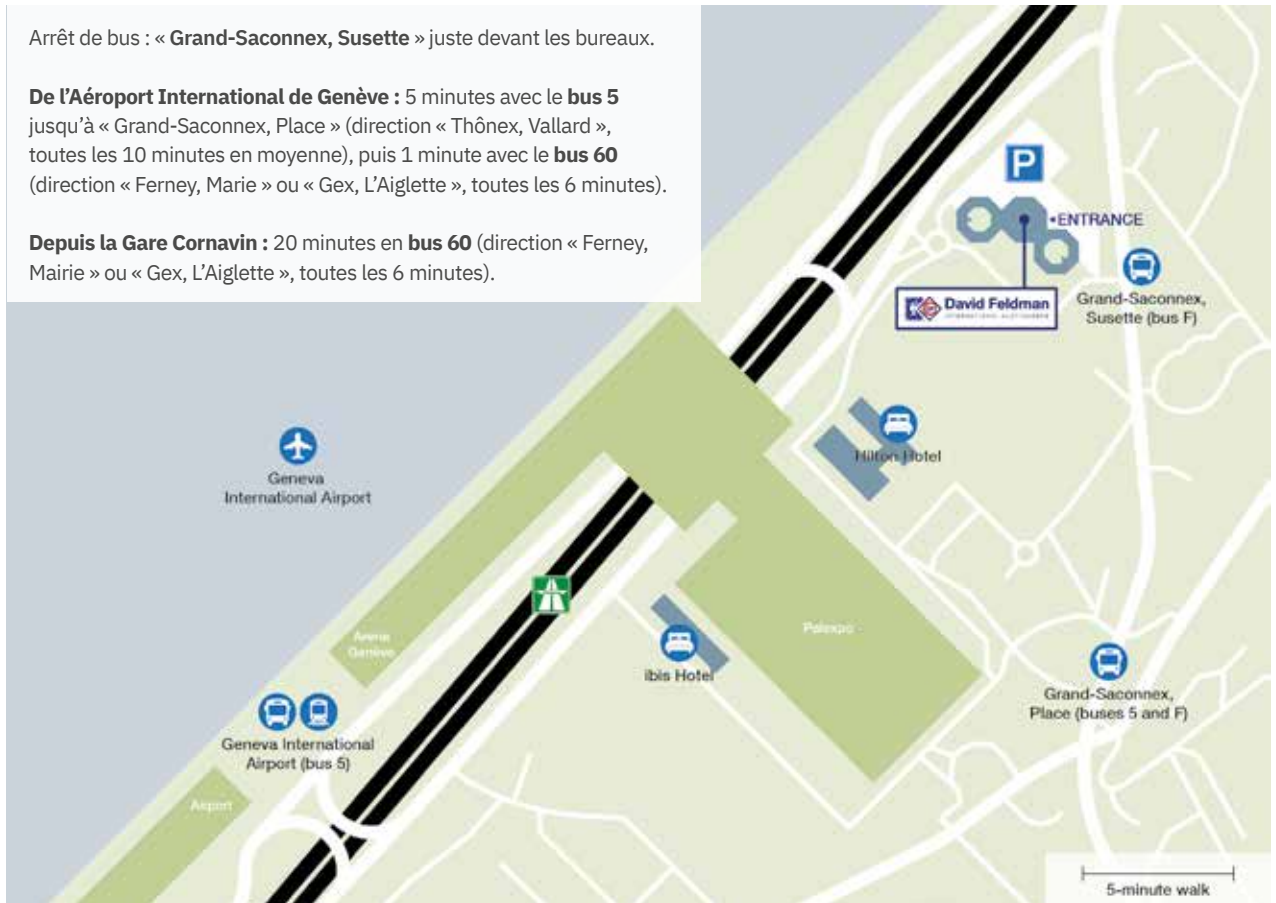 Arrêt de bus : « Grand-Saconnex, Susette » juste devant les bureaux.
De l’Aéroport International de Genève : 5 minutes avec le bus 5
jusqu’à « Grand-Saconnex, Place » (direction « Thônex, Vallard »,
toutes les 10 minutes en moyenne), puis 1 minute avec le bus 60
(direction « Ferney, Marie » ou « Gex, L’Aiglette », toutes les 6 minutes).
Depuis la Gare Cornavin : 20 minutes en bus 60 (direction « Ferney,
Mairie » ou « Gex, L’Aiglette », toutes les 6 minutes).
P
•ENTRANCE
David Feldman
Grand-Saconnex,
Susette (bus F)
Hilton Hotel
Geneva
International Airport
Arena
Genève
Palexpo
ibis Hotel
Grand-Saconnex,
Place (buses 5 and F)
Geneva International
Airport (bus 5)
Airport
5-minute walk